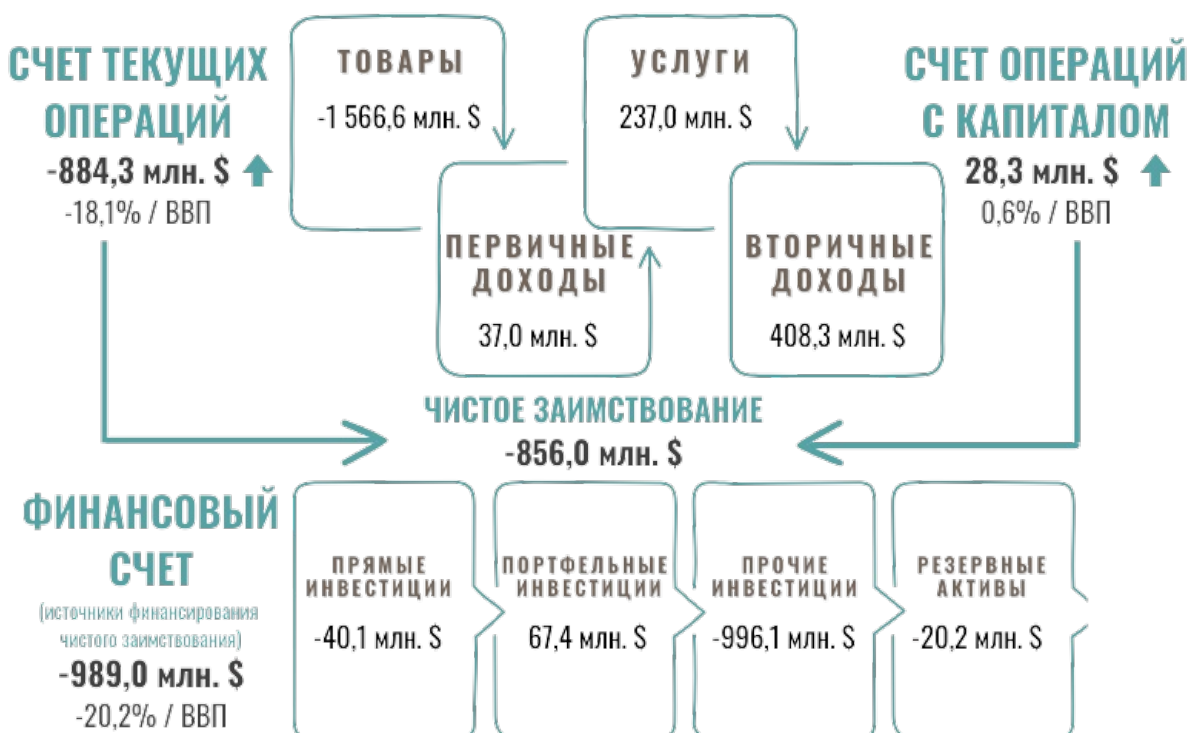 СЧЕТ ТЕКУЩИХ
ОПЕРАЦИЙ
-884,3 млн. $
-18,1% / ВВП
ТОВАРЫ
-1 566,6 млн. $
УСЛУГИ
237,0 млн. $
СЧЕТ ОПЕРАЦИЙ
С КАПИТАЛОМ
28,3 млн. $
0,6% / ВВП
ПЕРВИЧНЫЕ
ДОХОДЫ
37,0 млн. $
ВТОРИЧНЫЕ
ДОХОДЫ
408,3 млн. $
ЧИСТОЕ ЗАИМСТВОВАНИЕ
-856,0 млн. $
ФИНАНСОВЫЙ
СЧЕТ
(источники финансирования
чистого заимствования)
-989,0 млн. $
-20,2% / ВВП
ПРЯМЫЕ
ИНВЕСТИЦИИ
-40,1 млн. $
ПОРТФЕЛЬНЫЕ
ИНВЕСТИЦИИ
67,4 млн. $
ПРОЧИЕ
ИНВЕСТИЦИИ
-996,1 млн. $
РЕЗЕРВНЫЕ
АКТИВЫ
-20,2 млн. $